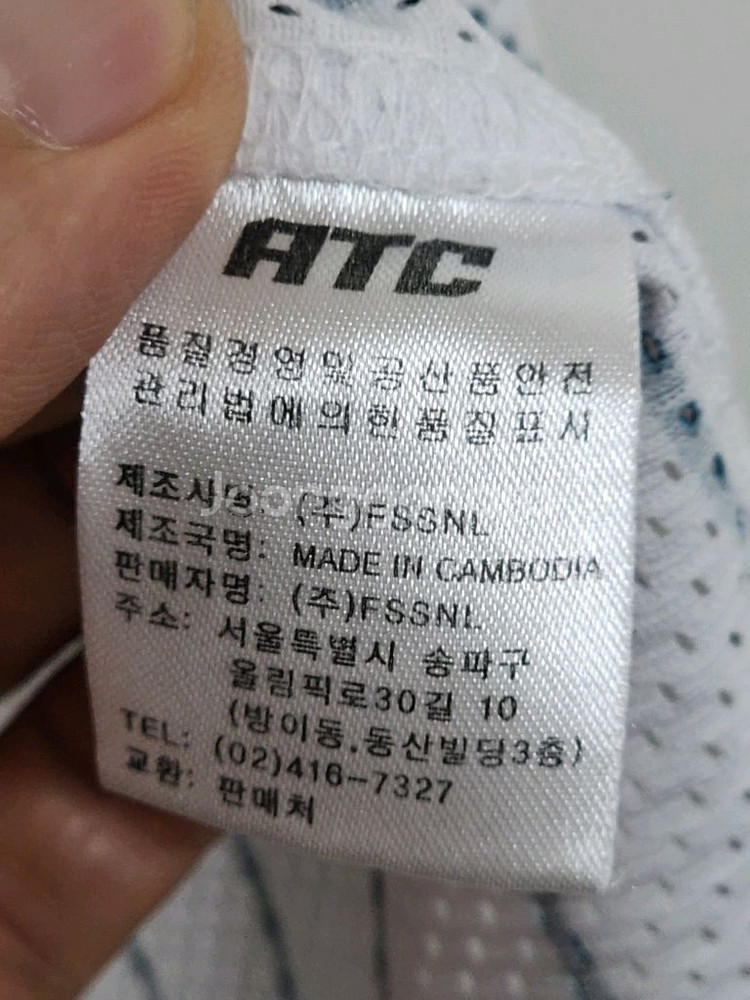 ATC
품질경영및공산품안전
관리법에의한품질표시
제조사명: (주)FSSNL
제조국명: MADE IN CAMBODIA
판매자명: (주)FSSNL
주소: 서울특별시 송파구
올림픽로30길 10
(방이동,동산빌딩3층)
TEL: (02)416-7327
교환: 판매처